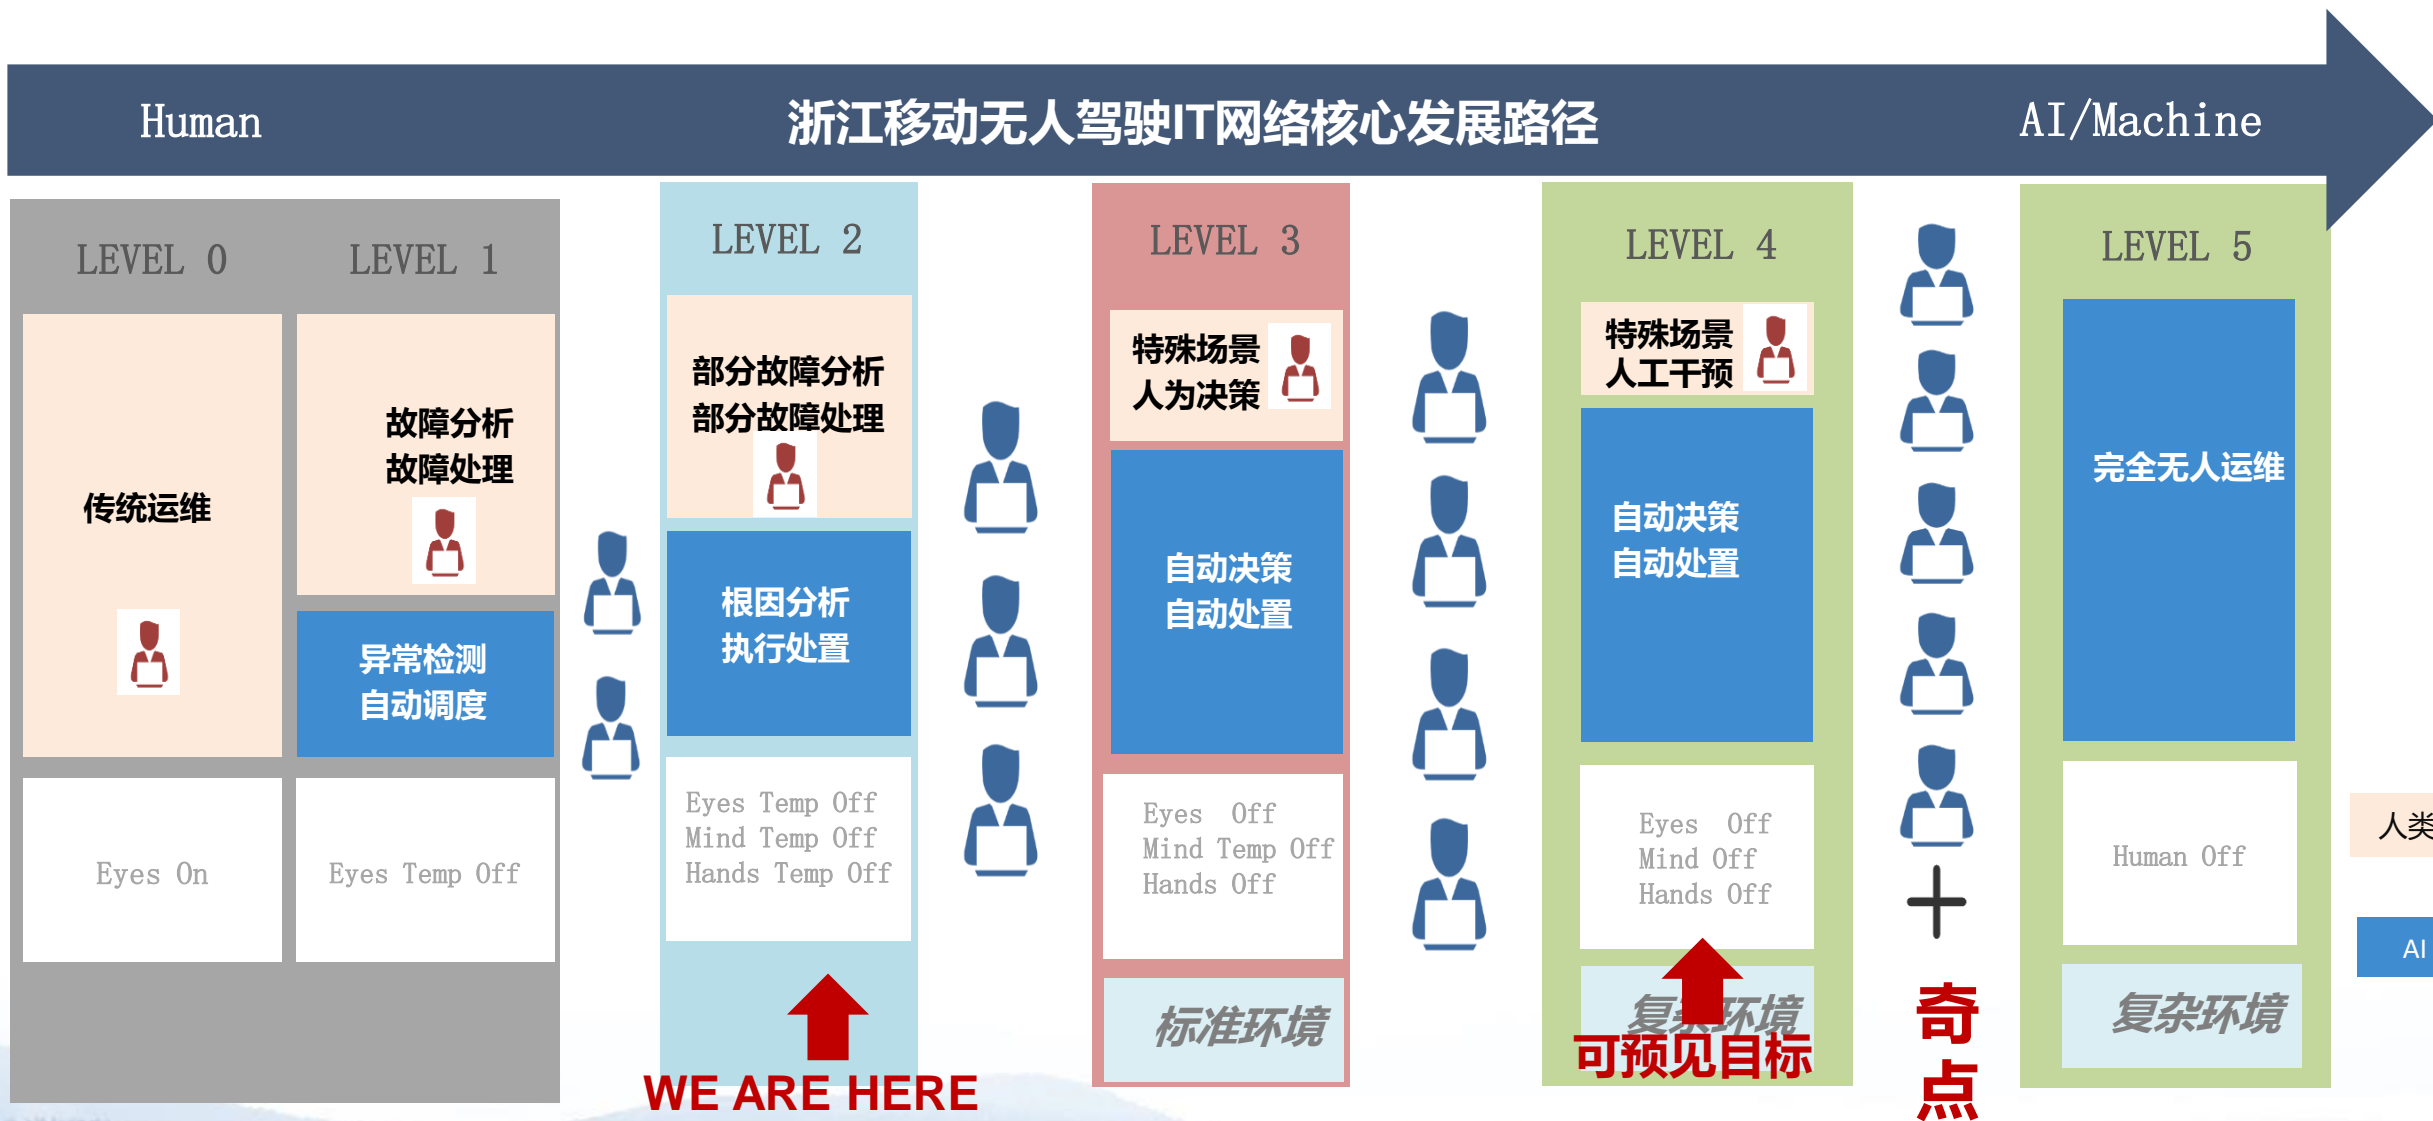 Human
浙江移动无人驾驶IT网络核心发展路径
AI/Machine
LEVEL 0
传统运维
Eyes On
LEVEL 1
故障分析
故障处理
异常检测
自动调度
Eyes Temp Off
LEVEL 2
部分故障分析
部分故障处理
根因分析
执行处置
Eyes Temp Off
Mind Temp Off
Hands Temp Off
WE ARE HERE
LEVEL 3
特殊场景
人为决策
自动决策
自动处置
Eyes Off
Mind Temp Off
Hands Off
标准环境
LEVEL 4
特殊场景
人工干预
自动决策
自动处置
Eyes Off
Mind Off
Hands Off
复杂环境
可预见目标
奇
点
LEVEL 5
完全无人运维
Human Off
复杂环境
人类
AI